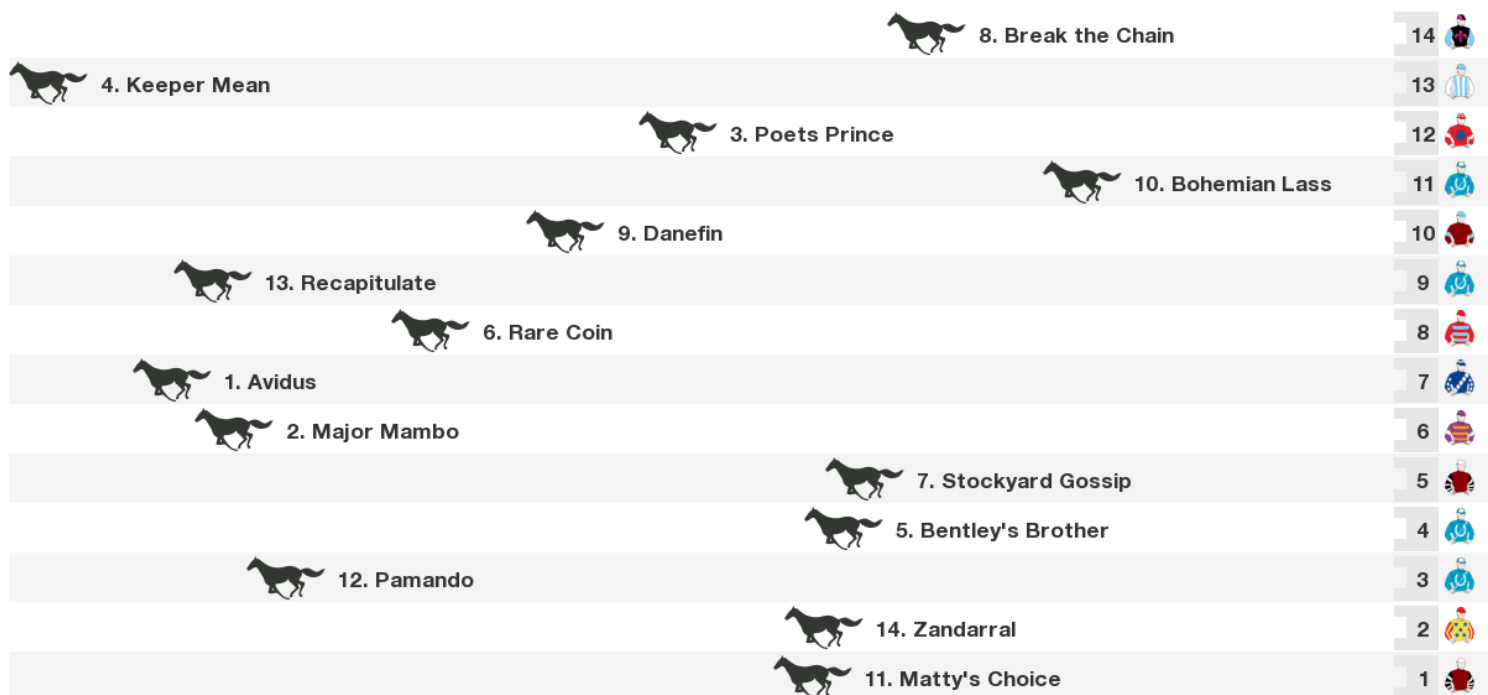 8. Break the Chain 14
4. Keeper Mean 13
3. Poets Prince 12
10. Bohemian Lass 11
9. Danefin 10
13. Recapitulate 9
6. Rare Coin 8
1. Avidus 7
2. Major Mambo 6
7. Stockyard Gossip 5
5. Bentley's Brother 4
12. Pamando 3
14. Zandarral 2
11. Matty's Choice 1